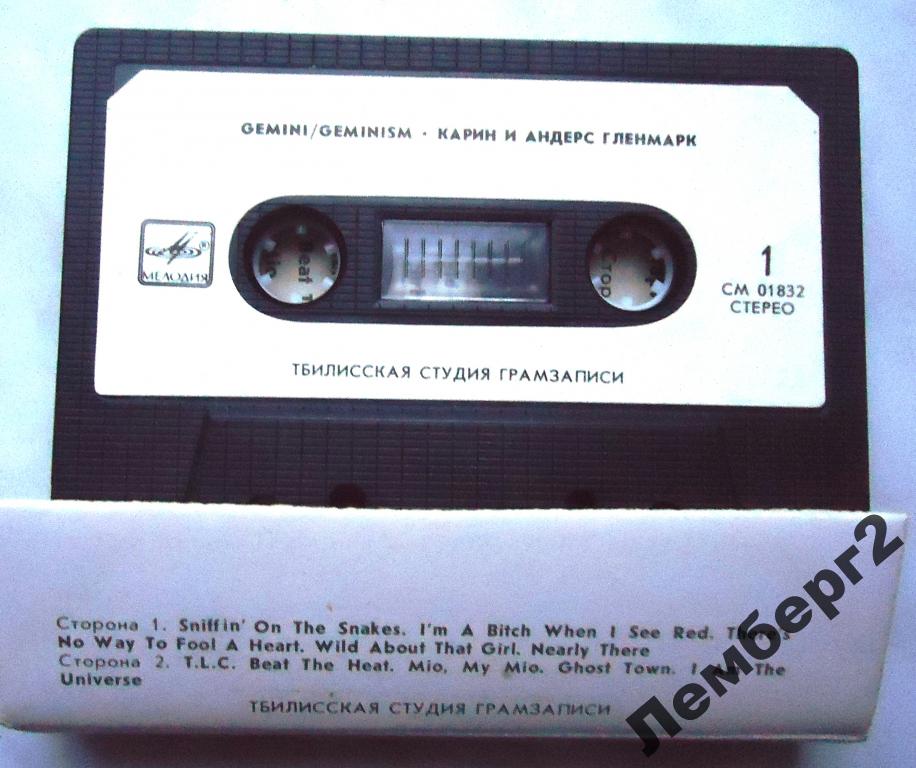 GEMINI/GEMINISM · КАРИН И АНДЕРС ГЛЕНМАРК
МЕЛОДИЯ ®
Beat T
Стор
1
СМ 01832
СТЕРЕО
ТБИЛИССКАЯ СТУДИЯ ГРАМЗАПИСИ
Сторона 1. Sniffin' On The Snakes. I'm A Bitch When I See Red. There's
No Way To Fool A Heart. Wild About That Girl. Nearly There
Сторона 2. T.L.C. Beat The Heat. Mio, My Mio. Ghost Town. I Am The
Universe
ТБИЛИССКАЯ СТУДИЯ ГРАМЗАПИСИ
Лемберг2